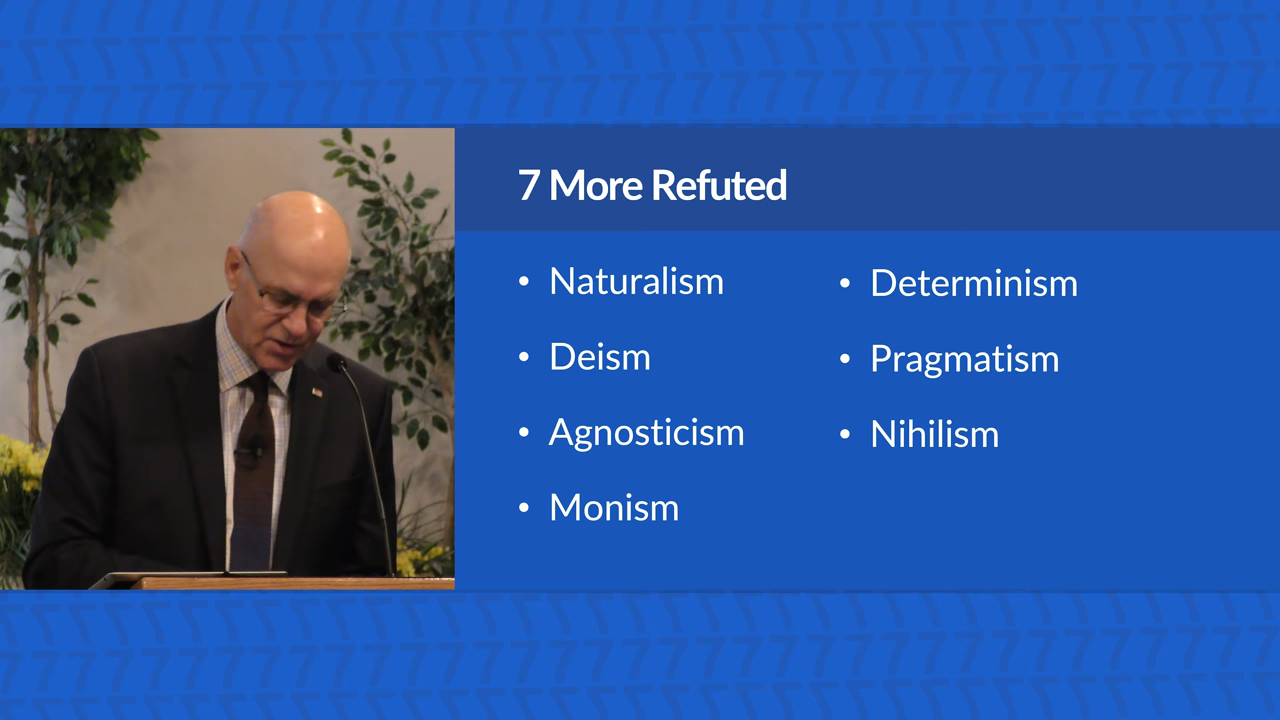 7 More Refuted
• Naturalism
• Deism
• Agnosticism
• Monism
• Determinism
• Pragmatism
• Nihilism